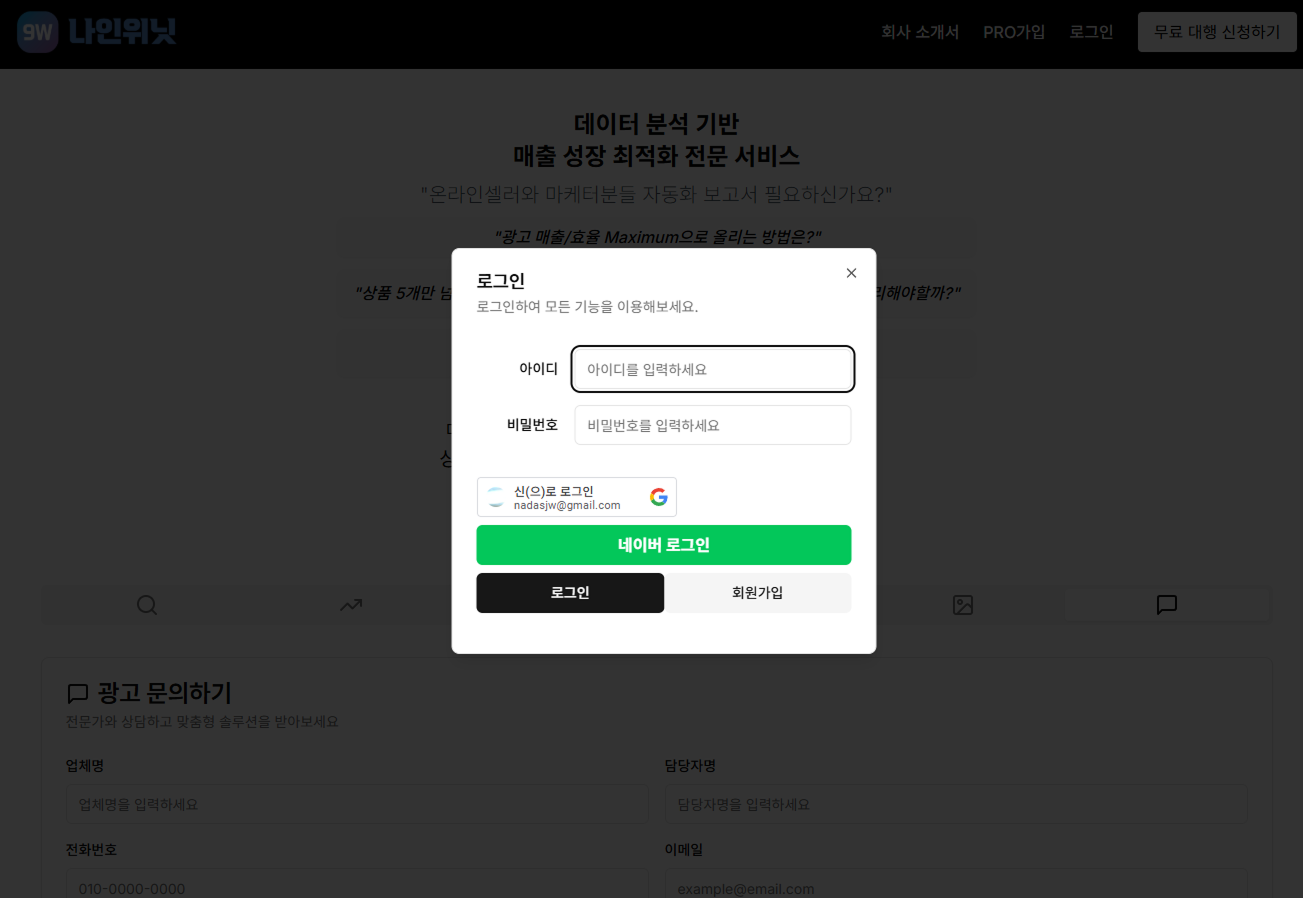 9W 나인위닛
회사 소개서 PRO가입 로그인 무료 대행 신청하기
데이터 분석 기반
매출 성장 최적화 전문 서비스
"온라인셀러와 마케터분들 자동화 보고서 필요하신가요?"
"광고 매출/효율 Maximum으로 올리는 방법은?"
"상품 5개만 넘 리해야할까?"
로그인
로그인하여 모든 기능을 이용해보세요.
아이디 아이디를 입력하세요
비밀번호 비밀번호를 입력하세요
신(으)로 로그인
nadasjw@gmail.com
네이버 로그인
로그인 회원가입
광고 문의하기
전문가와 상담하고 맞춤형 솔루션을 받아보세요
업체명 담당자명
업체명을 입력하세요 담당자명을 입력하세요
전화번호 이메일
010-0000-0000 example@email.com